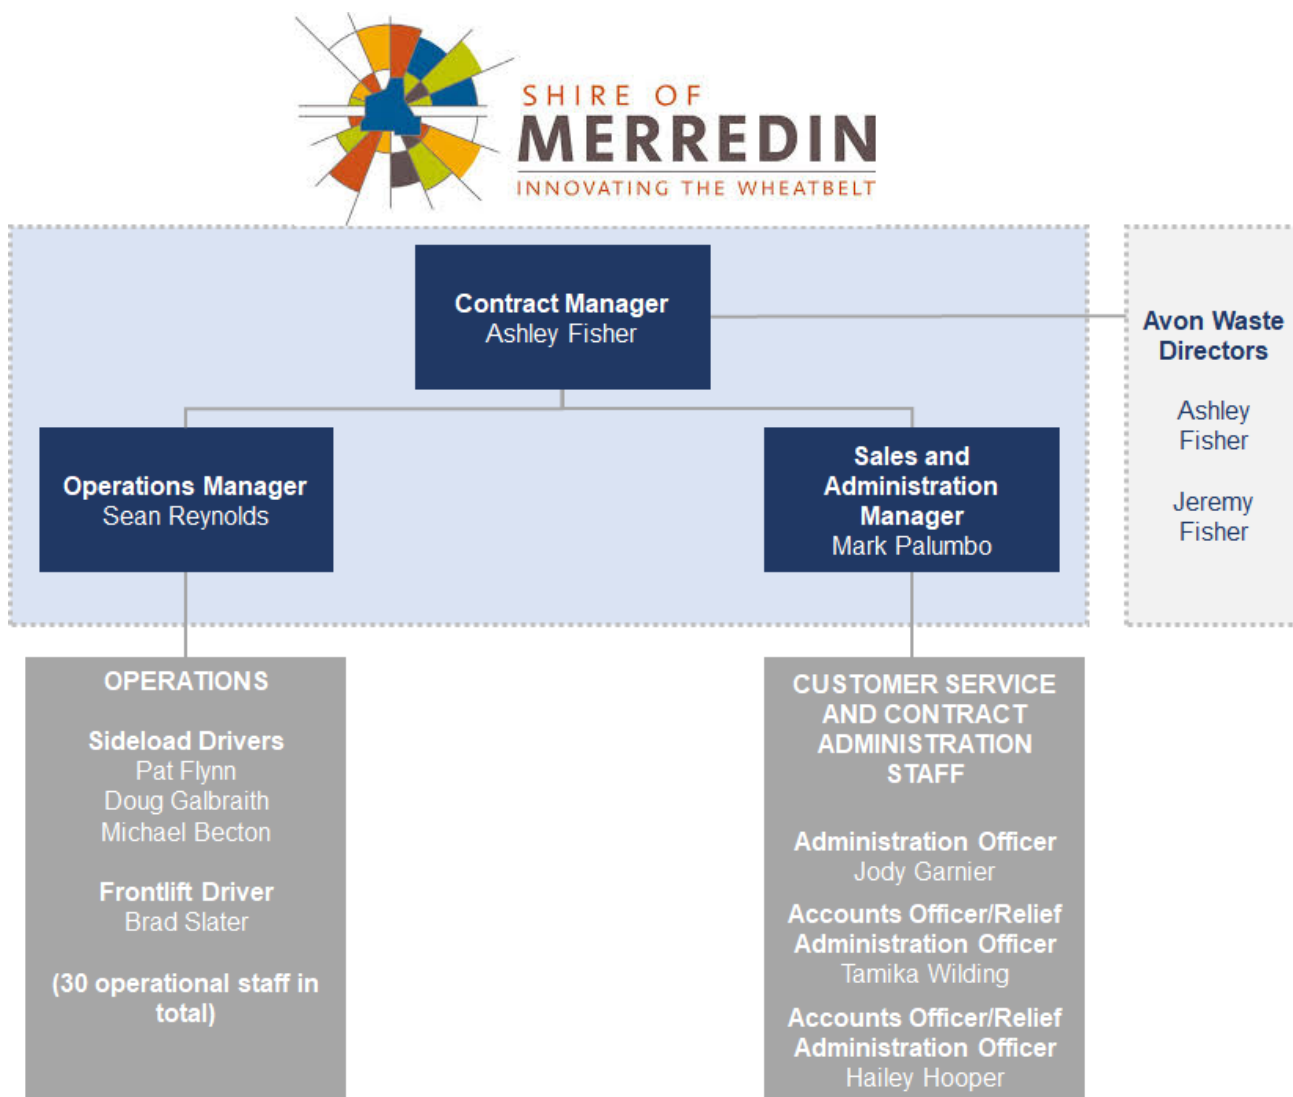 SHIRE OF
MERREDIN
INNOVATING THE WHEATBELT
Contract Manager
Ashley Fisher
Avon Waste
Directors
Ashley
Fisher
Jeremy
Fisher
Operations Manager
Sean Reynolds
Sales and
Administration
Manager
Mark Palumbo
OPERATIONS
Sideload Drivers
Pat Flynn
Doug Galbraith
Michael Becton
Frontlift Driver
Brad Slater
(30 operational staff in
total)
CUSTOMER SERVICE
AND CONTRACT
ADMINISTRATION
STAFF
Administration Officer
Jody Garnier
Accounts Officer/Relief
Administration Officer
Tamika Wilding
Accounts Officer/Relief
Administration Officer
Hailey Hooper